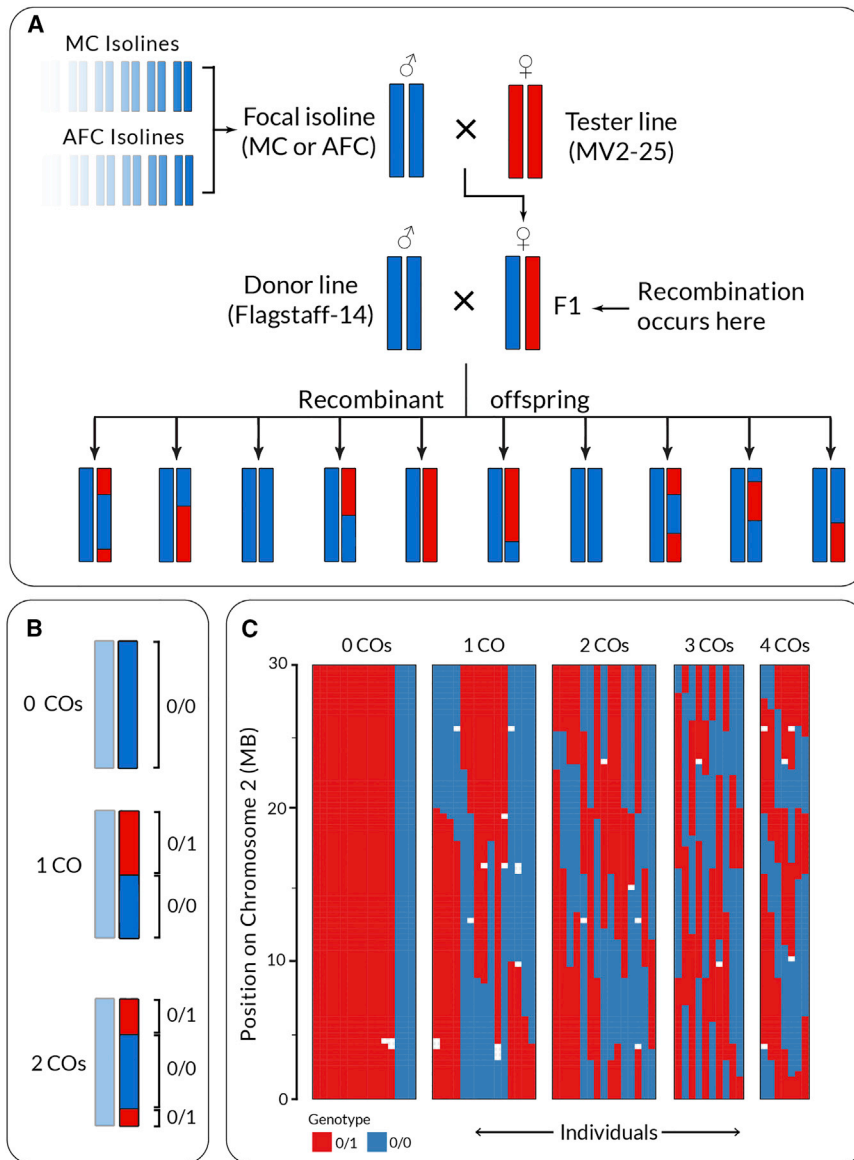 A
MC Isolines
AFC Isolines
Focal isoline
(MC or AFC)
♂
×
♀
Tester line
(MV2-25)
Donor line
(Flagstaff-14)
♂
×
♀
F1
Recombination
occurs here
Recombinant offspring
B
0 COs
0/0
1 CO
0/1
0/0
2 COs
0/1
0/0
0/1
C
0 COs 1 CO 2 COs 3 COs 4 COs
Position on Chromosome 2 (MB)
30
20
10
0
Genotype
0/1 0/0
Individuals